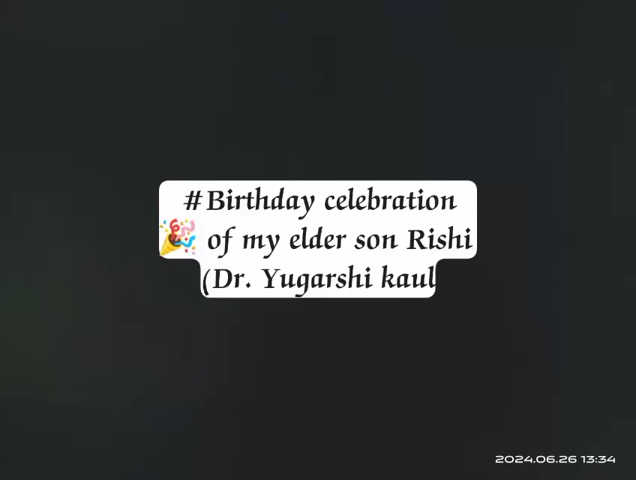 #Birthday celebration
🎉 of my elder son Rishi
(Dr. Yugarshi kaul
2024.06.26 13:34